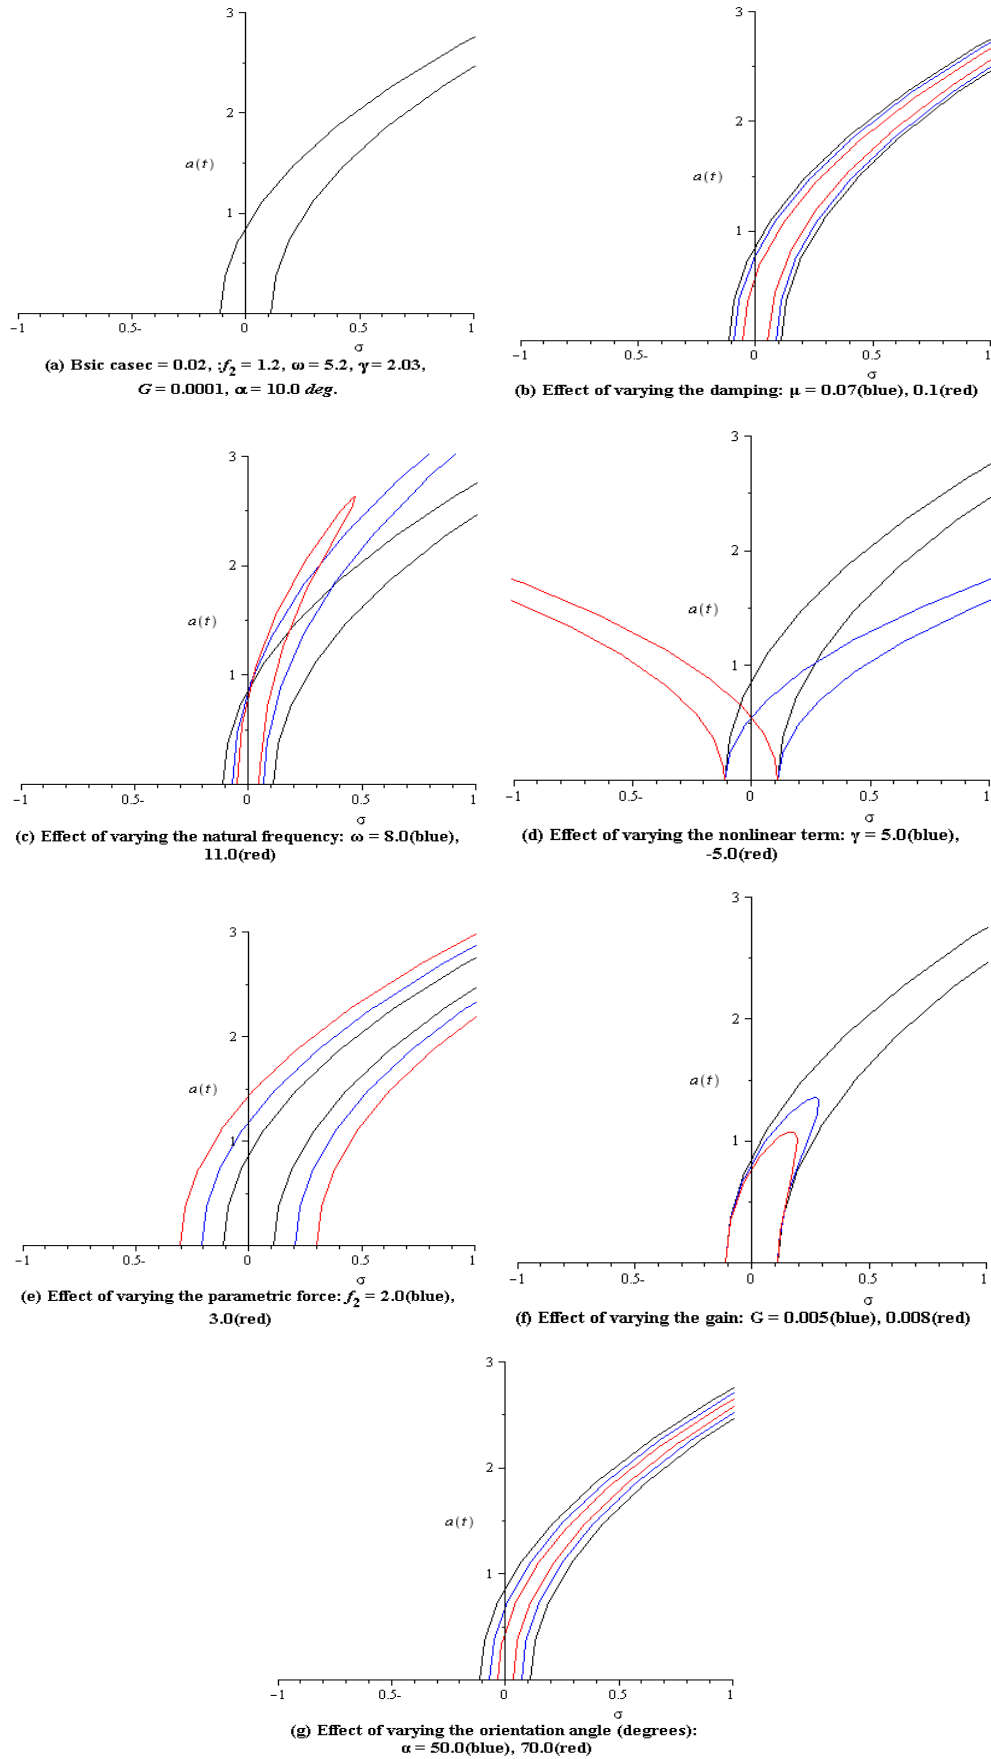 3
2
a(t)
1
−1
0.5-
0
0.5
1
σ
(a) Bsic casec = 0.02, :f2 = 1.2, ω = 5.2, γ = 2.03,
G = 0.0001, α = 10.0 deg.
3
2
a(t)
1
−1
0.5-
0
0.5
1
σ
(b) Effect of varying the damping: μ = 0.07(blue), 0.1(red)
3
2
a(t)
1
−1
0.5-
0
0.5
1
σ
(c) Effect of varying the natural frequency: ω = 8.0(blue),
11.0(red)
3
2
a(t)
1
−1
0.5-
0
0.5
1
σ
(d) Effect of varying the nonlinear term: γ = 5.0(blue),
-5.0(red)
3
2
a(t)
1
−1
0.5-
0
0.5
1
σ
(e) Effect of varying the parametric force: f2 = 2.0(blue),
3.0(red)
3
2
a(t)
1
−1
0.5-
0
0.5
1
σ
(f) Effect of varying the gain: G = 0.005(blue), 0.008(red)
3
2
a(t)
1
−1
0.5-
0
0.5
1
σ
(g) Effect of varying the orientation angle (degrees):
α = 50.0(blue), 70.0(red)